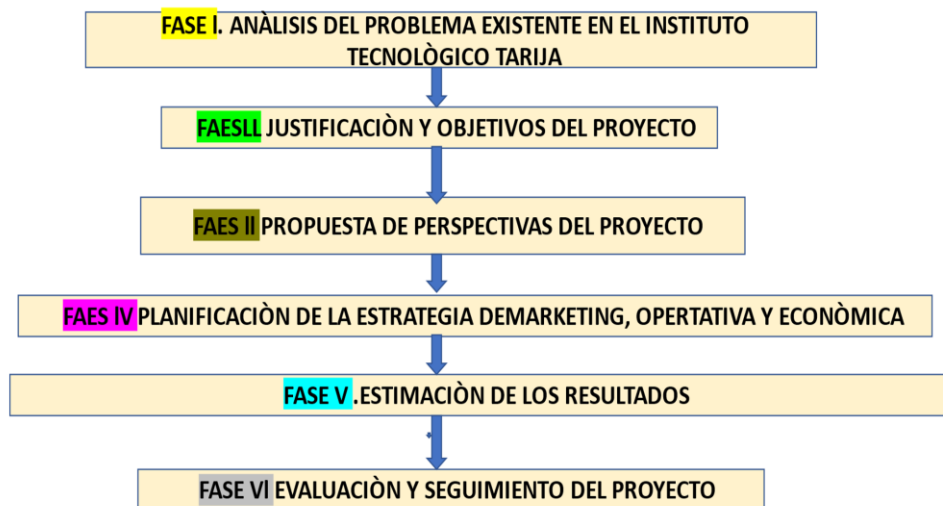 FASE l. ANÀLISIS DEL PROBLEMA EXISTENTE EN EL INSTITUTO
TECNOLÒGICO TARIJA
FAESLL JUSTIFICACIÒN Y OBJETIVOS DEL PROYECTO
FAES ll PROPUESTA DE PERSPECTIVAS DEL PROYECTO
FAES lV PLANIFICACIÒN DE LA ESTRATEGIA DEMARKETING, OPERTATIVA Y ECONÒMICA
FASE V .ESTIMACIÒN DE LOS RESULTADOS
FASE Vl EVALUACIÒN Y SEGUIMIENTO DEL PROYECTO